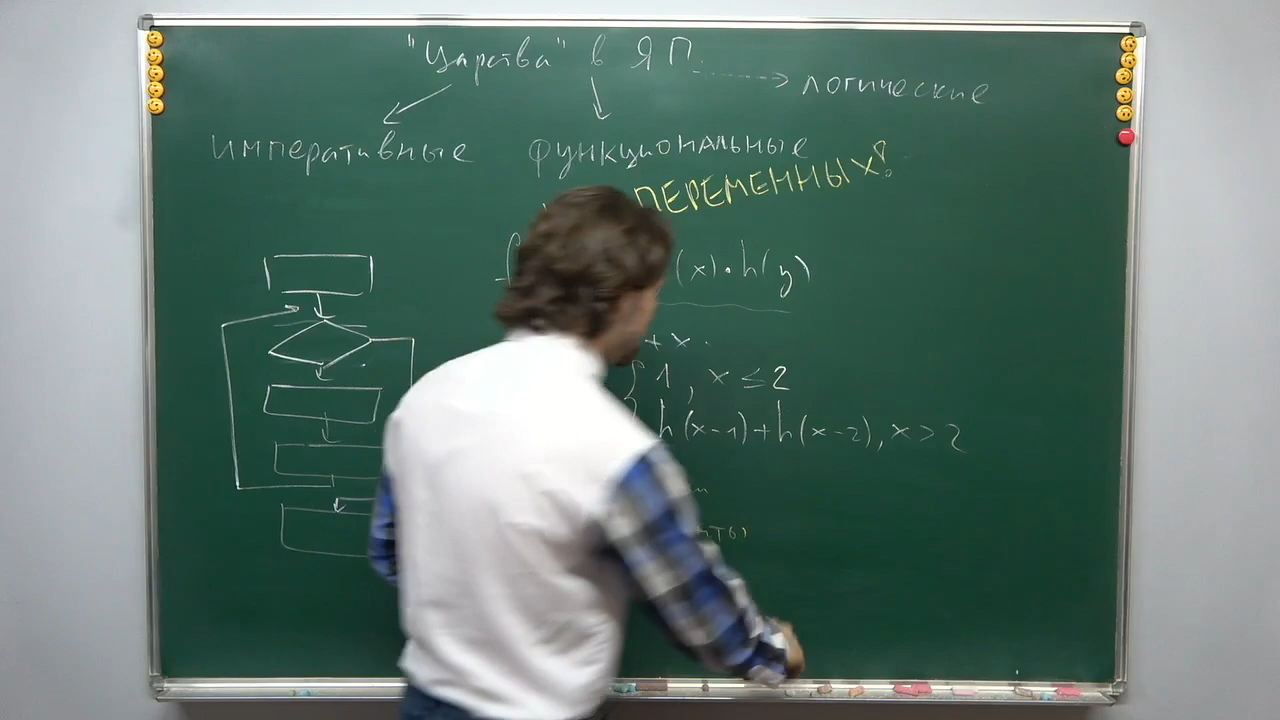 "Царства" в ЯП
логические
императивные функциональные
ПЕРЕМЕННЫХ!
f (x)·h(y)
+ x.
{ 1, x ≤ 2
h(x-1)+h(x-2), x > 2